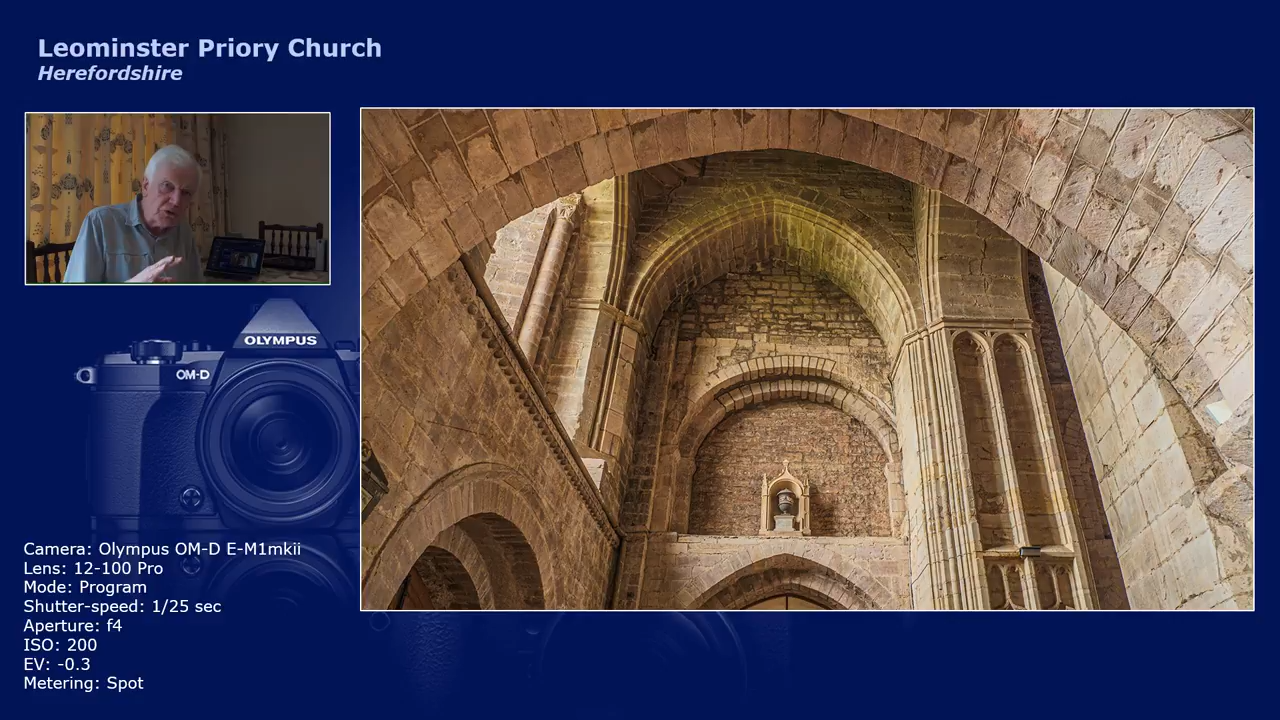 Leominster Priory Church
Herefordshire
OLYMPUS
OM-D
Camera: Olympus OM-D E-M1mkii
Lens: 12-100 Pro
Mode: Program
Shutter-speed: 1/25 sec
Aperture: f4
ISO: 200
EV: -0.3
Metering: Spot